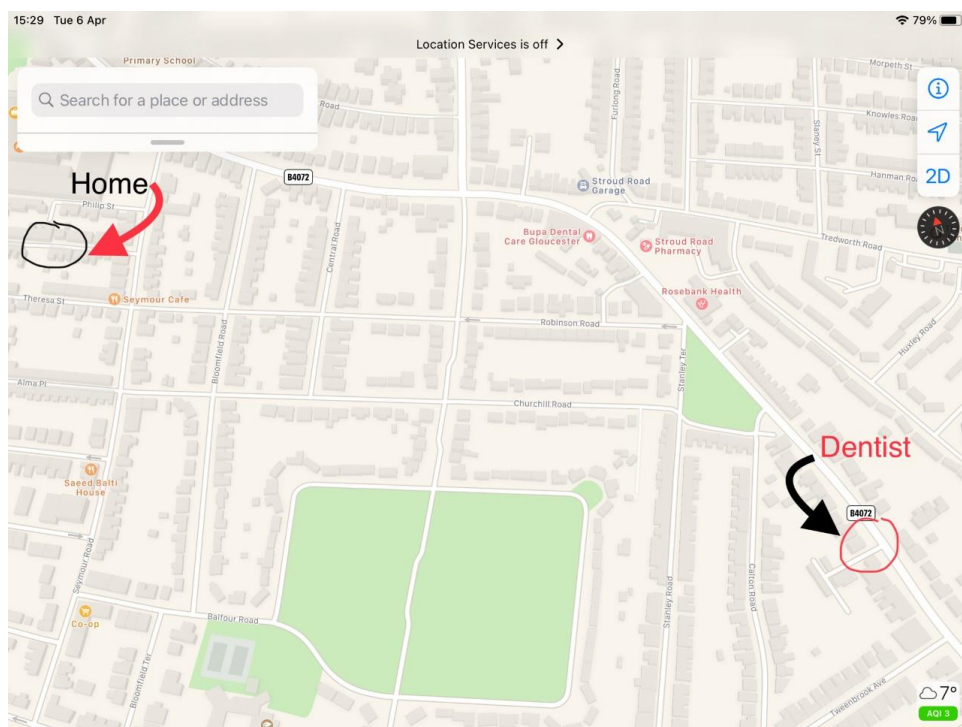 15:29 Tue 6 Apr
79%
Location Services is off
Primary School
Morpeth St
Search for a place or address
Road
Furlong Road
Knowles Road
Staney St
2D
Hanman Ro
B4072
Home
Stroud Road
Garage
Philip St
Bupa Dental
Care Gloucester
Stroud Road
Pharmacy
Tredworth Road
Central Road
Theresa St
Seymour Cafe
Rosebank Health
Robinson Road
Huxley Road
Bloomfield Road
Stanley Ter
Alma Pl
Churchill Road
Dentist
Saeed Balti
House
B4072
Seymour Road
Calton Road
Stanley Road
Co-op
Balfour Road
Bloomfield Ter
Tweenbrook Ave
7°
AQI 3